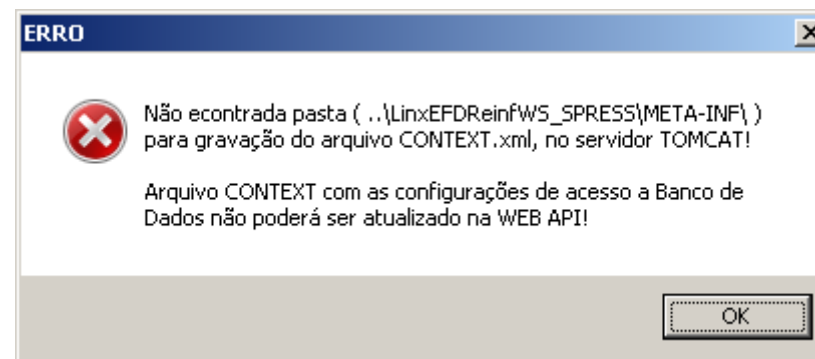 ERRO
Não econtrada pasta ( ..\LinxEFDReinfWS_SPRESS\META-INF\ )
para gravação do arquivo CONTEXT.xml, no servidor TOMCAT!
Arquivo CONTEXT com as configurações de acesso a Banco de
Dados não poderá ser atualizado na WEB API!
OK